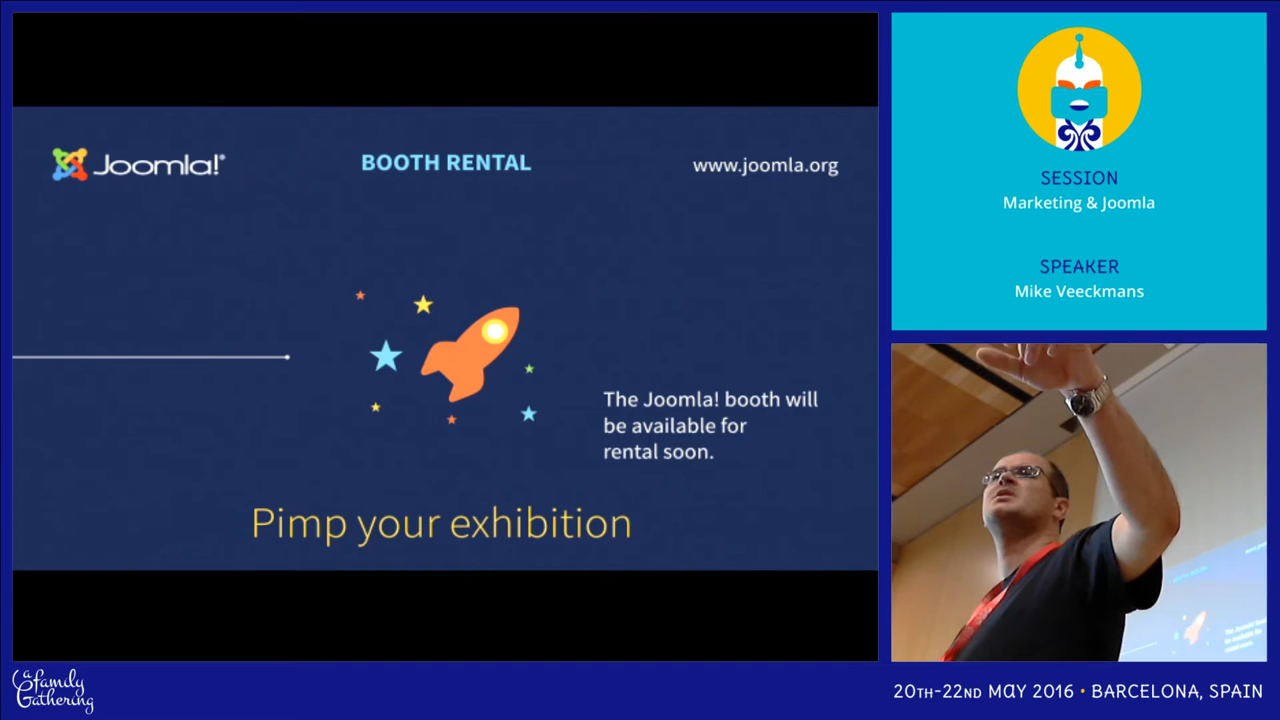 Joomla!®
BOOTH RENTAL
www.joomla.org
The Joomla! booth will
be available for
rental soon.
Pimp your exhibition
SESSION
Marketing & Joomla
SPEAKER
Mike Veeckmans
a family
Gathering
20TH-22ND MAY 2016 • BARCELONA, SPAIN